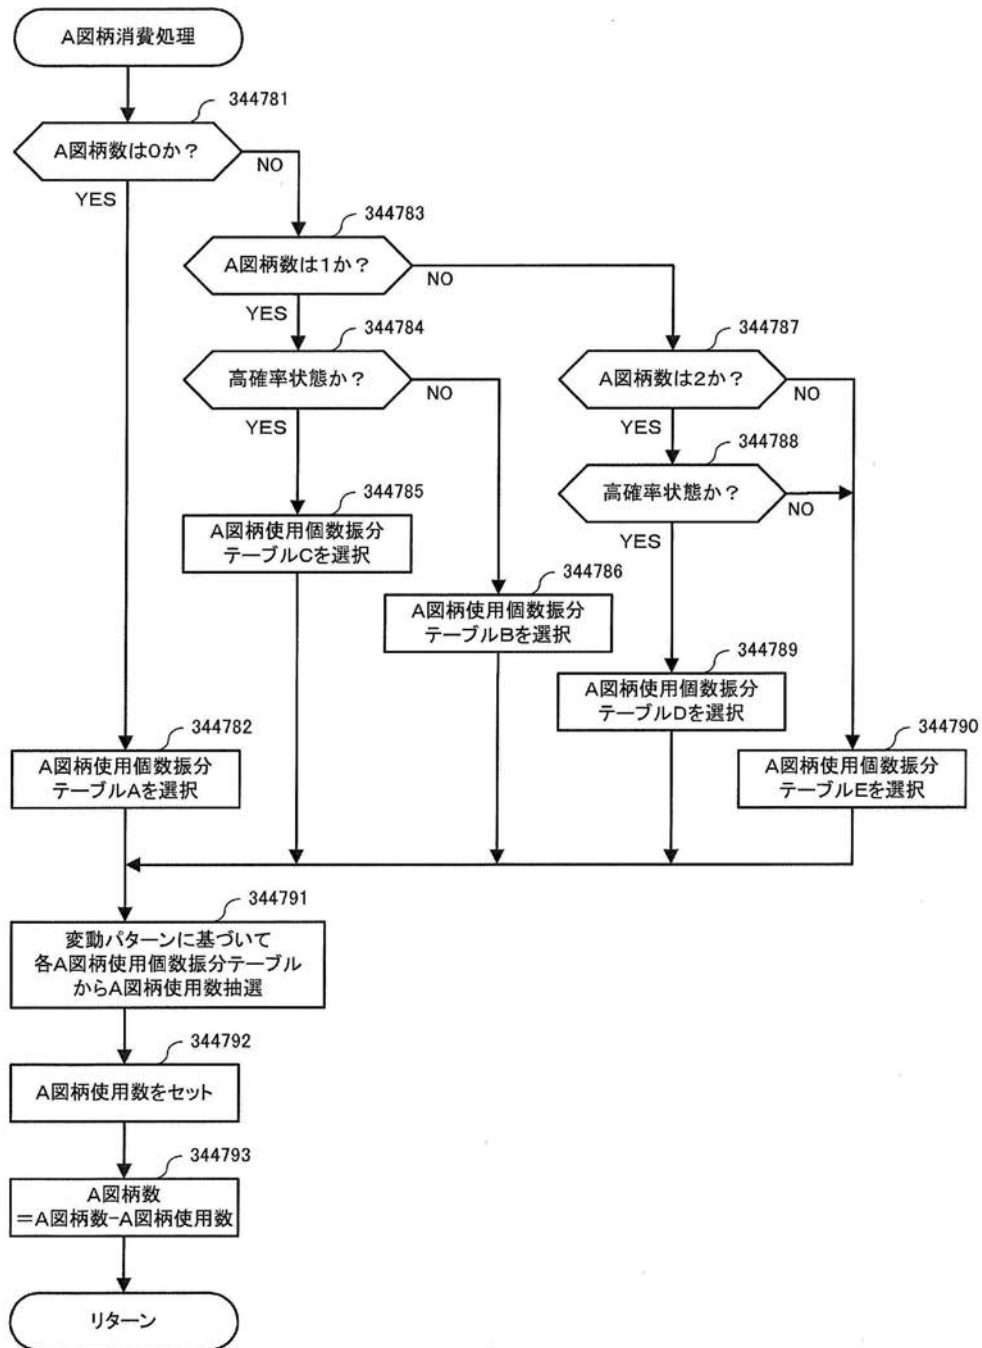 A図柄消費処理
344781
A図柄数は0か？
NO
YES
344783
A図柄数は1か？
NO
YES
344784
高確率状態か？
NO
YES
344787
A図柄数は2か？
NO
YES
344788
高確率状態か？
NO
YES
344785
A図柄使用個数振分
テーブルCを選択
344786
A図柄使用個数振分
テーブルBを選択
344789
A図柄使用個数振分
テーブルDを選択
344782
A図柄使用個数振分
テーブルAを選択
344790
A図柄使用個数振分
テーブルEを選択
344791
変動パターンに基づいて
各A図柄使用個数振分テーブル
からA図柄使用数抽選
344792
A図柄使用数をセット
344793
A図柄数
＝A図柄数−A図柄使用数
リターン